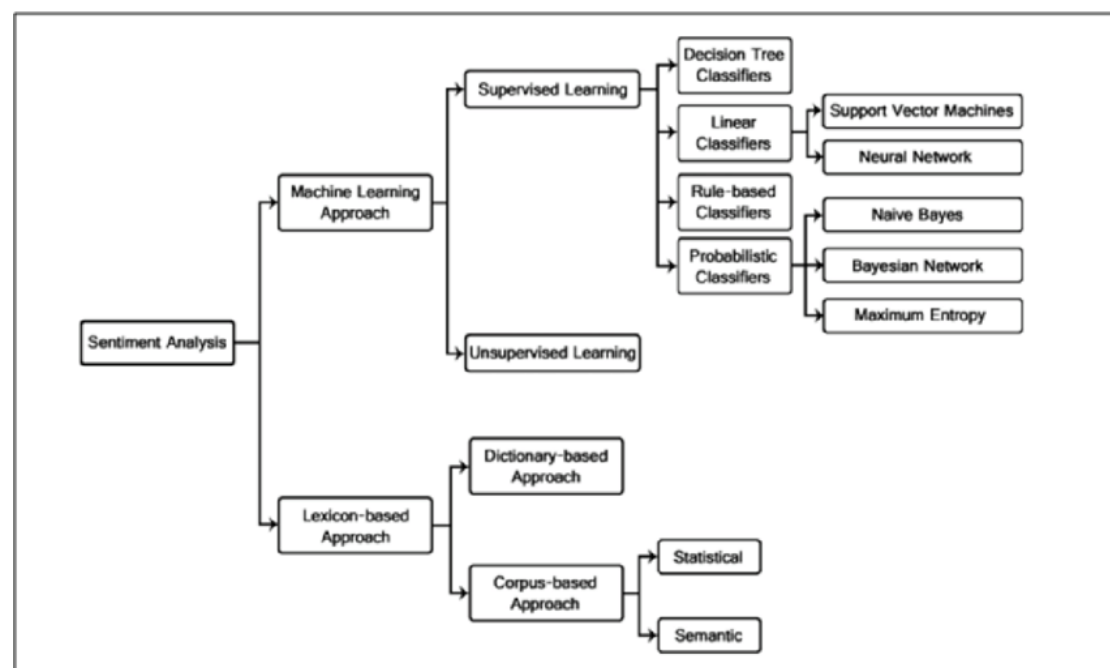 Decision Tree
Classifiers
Supervised Learning
Linear
Classifiers
Support Vector Machines
Neural Network
Machine Learning
Approach
Rule-based
Classifiers
Naive Bayes
Probabilistic
Classifiers
Bayesian Network
Maximum Entropy
Sentiment Analysis
Unsupervised Learning
Dictionary-based
Approach
Lexicon-based
Approach
Statistical
Corpus-based
Approach
Semantic